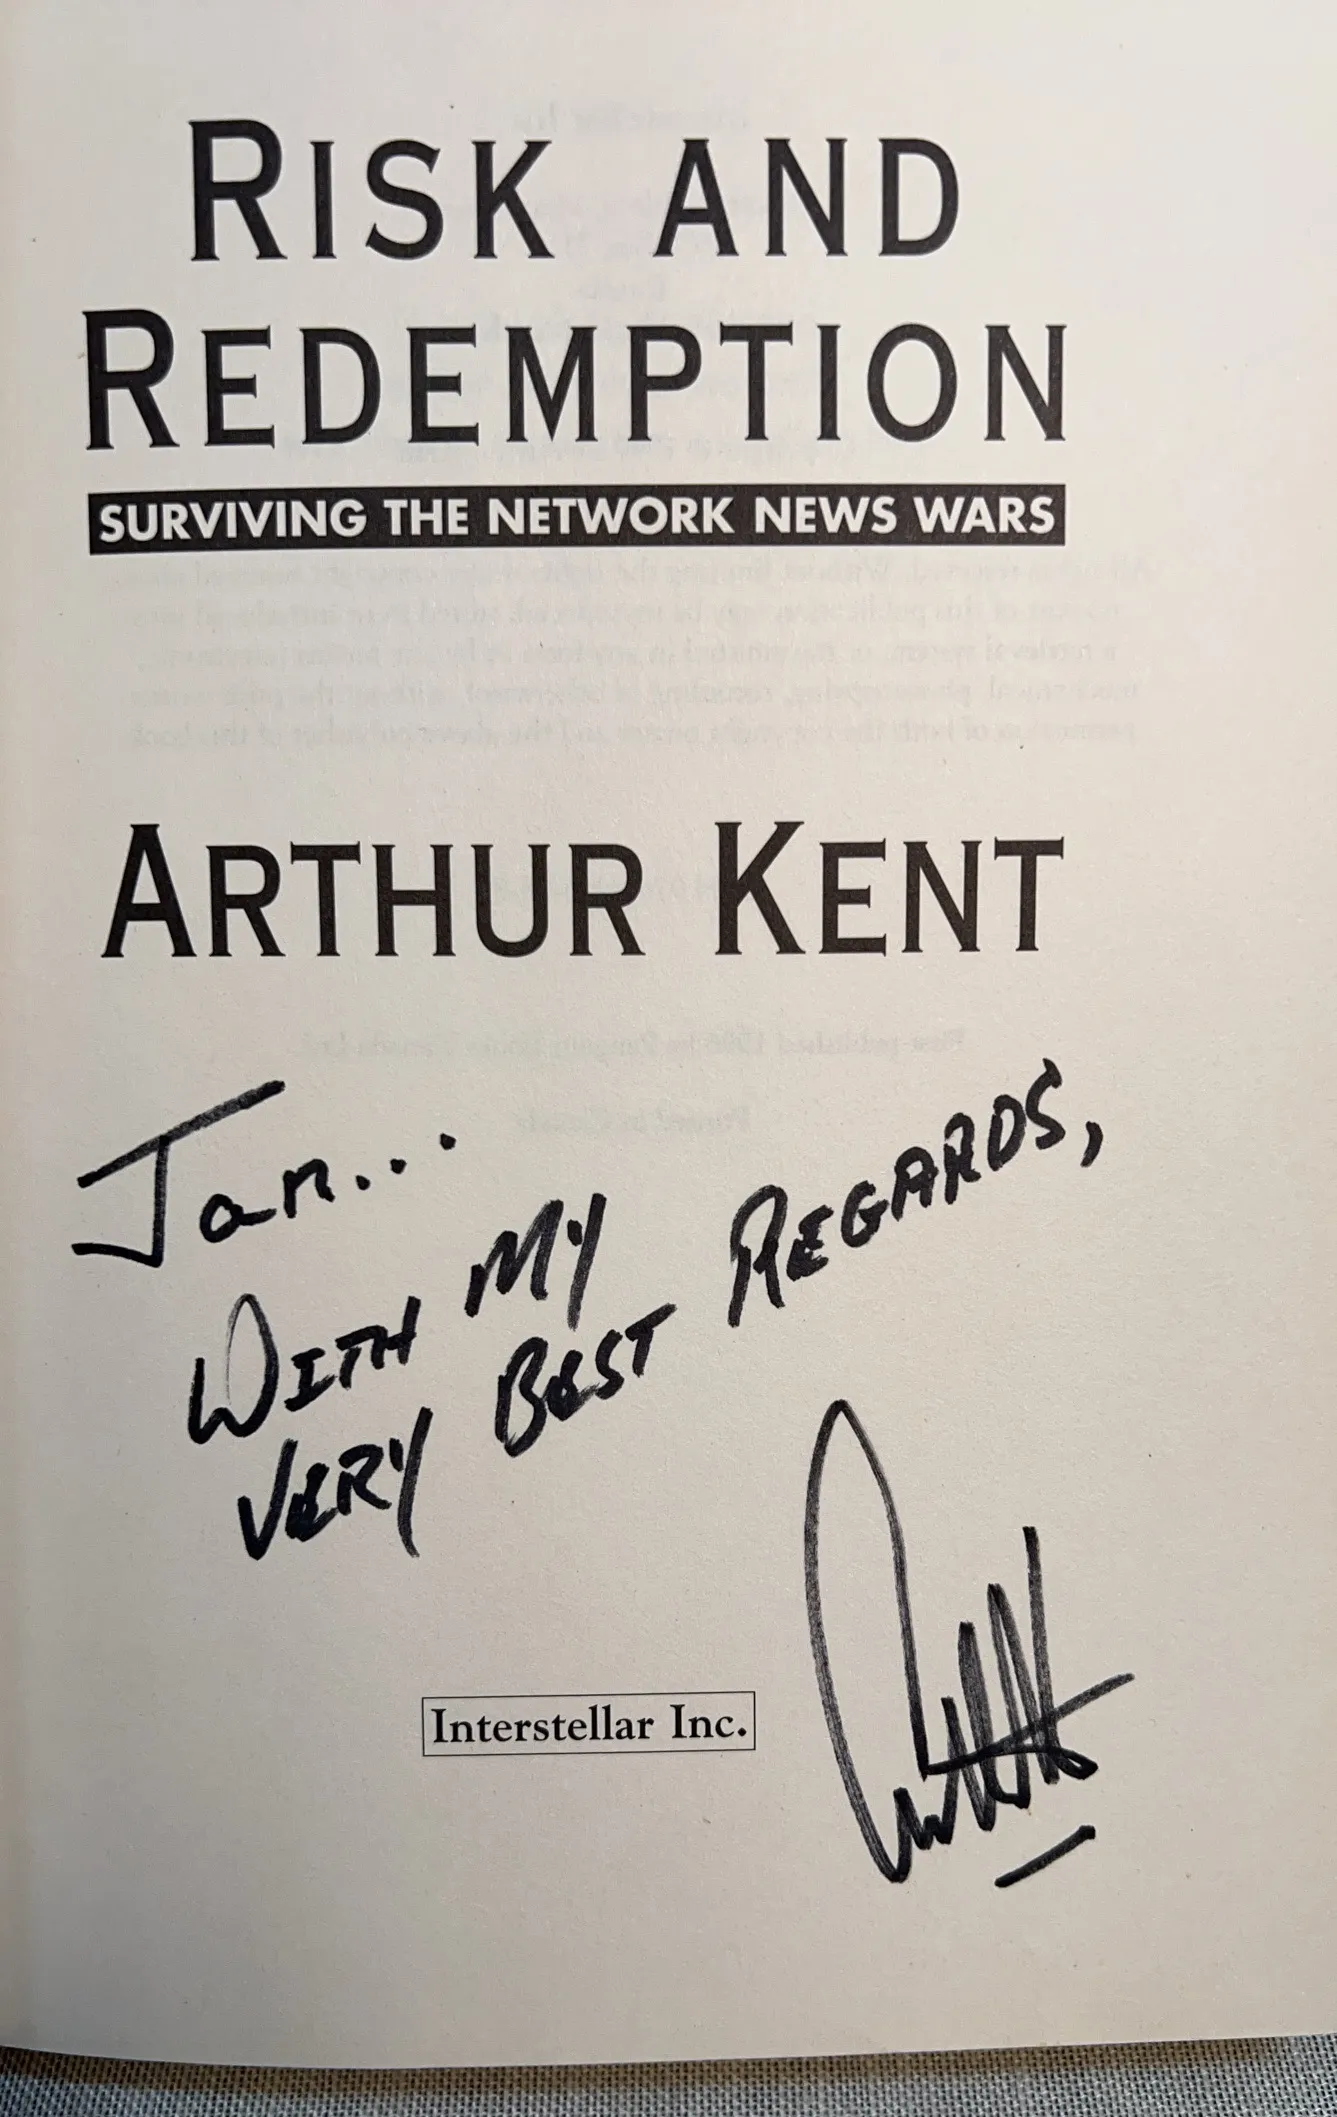 RISK AND
REDEMPTION
SURVIVING THE NETWORK NEWS WARS
ARTHUR KENT
Jan...
WITH MY
VERY BEST REGARDS,
Interstellar Inc.